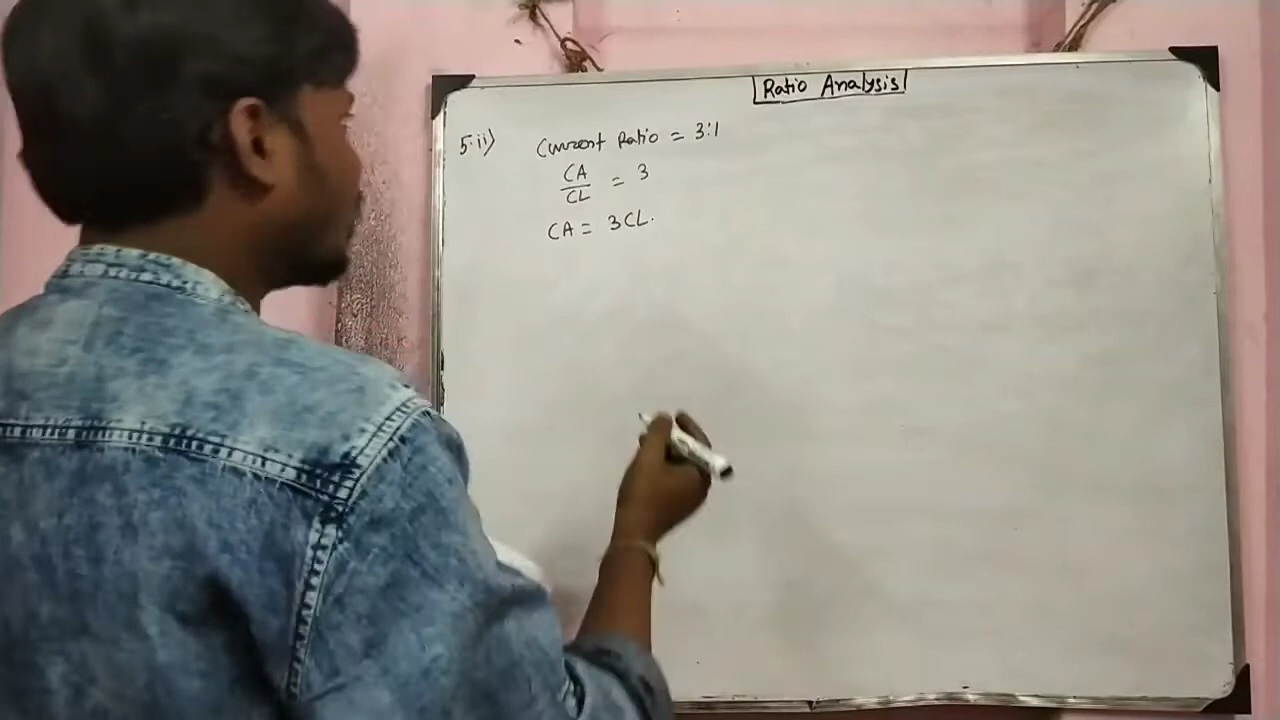 Ratio Analysis
5.ii) Current Ratio = 3:1
CA/CL = 3
CA = 3CL.